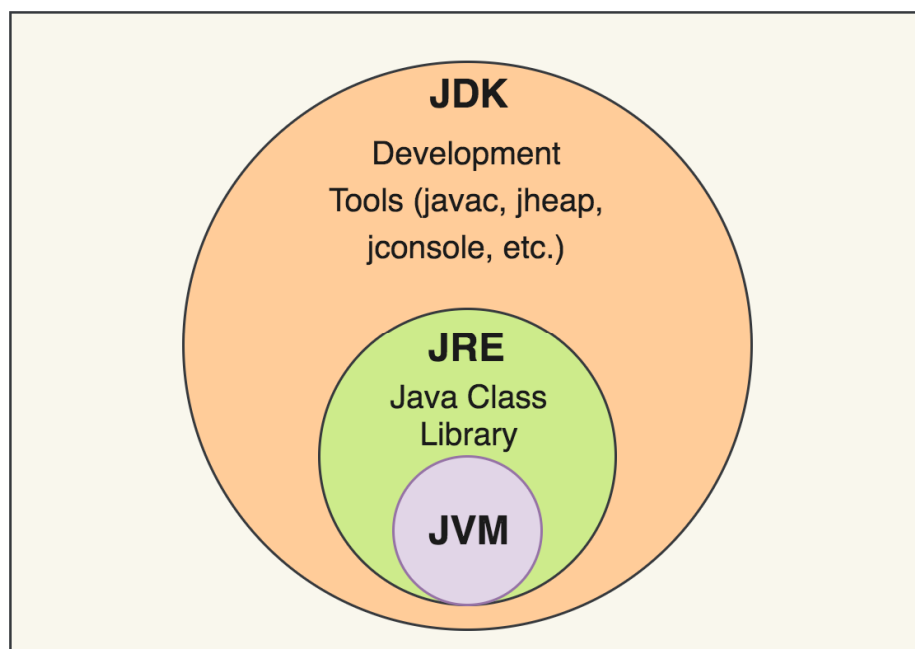 JDK
Development
Tools (javac, jheap,
jconsole, etc.)
JRE
Java Class
Library
JVM